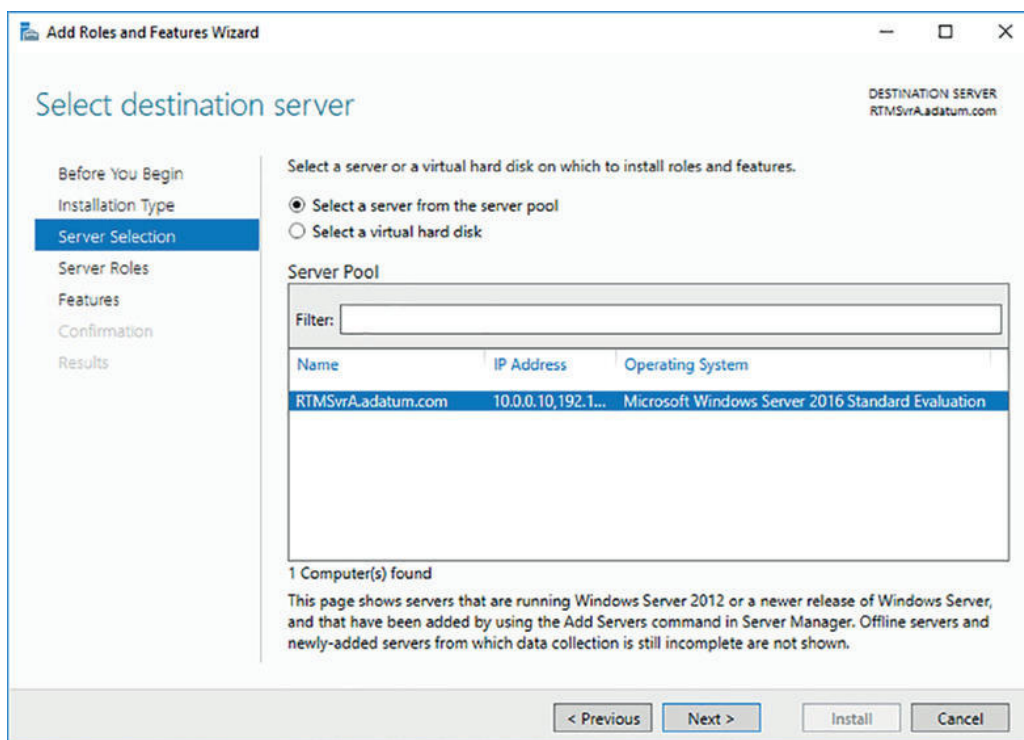 Add Roles and Features Wizard
Select destination server
DESTINATION SERVER
RTMSvrA.adatum.com
Before You Begin
Installation Type
Server Selection
Server Roles
Features
Confirmation
Results
Select a server or a virtual hard disk on which to install roles and features.
Select a server from the server pool
Select a virtual hard disk
Server Pool
Filter:
Name IP Address Operating System
RTMSvrA.adatum.com 10.0.0.10,192.1... Microsoft Windows Server 2016 Standard Evaluation
1 Computer(s) found
This page shows servers that are running Windows Server 2012 or a newer release of Windows Server,
and that have been added by using the Add Servers command in Server Manager. Offline servers and
newly-added servers from which data collection is still incomplete are not shown.
< Previous Next > Install Cancel